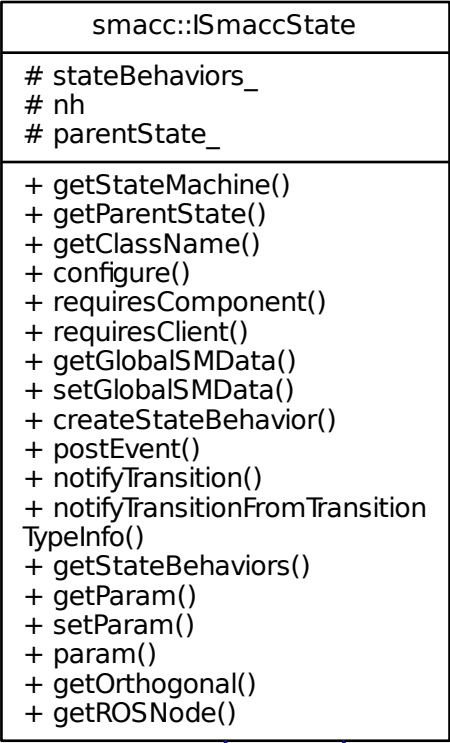 smacc::ISmaccState
# stateBehaviors_
# nh
# parentState_
+ getStateMachine()
+ getParentState()
+ getClassName()
+ configure()
+ requiresComponent()
+ requiresClient()
+ getGlobalSMData()
+ setGlobalSMData()
+ createStateBehavior()
+ postEvent()
+ notifyTransition()
+ notifyTransitionFromTransition
TypeInfo()
+ getStateBehaviors()
+ getParam()
+ setParam()
+ param()
+ getOrthogonal()
+ getROSNode()